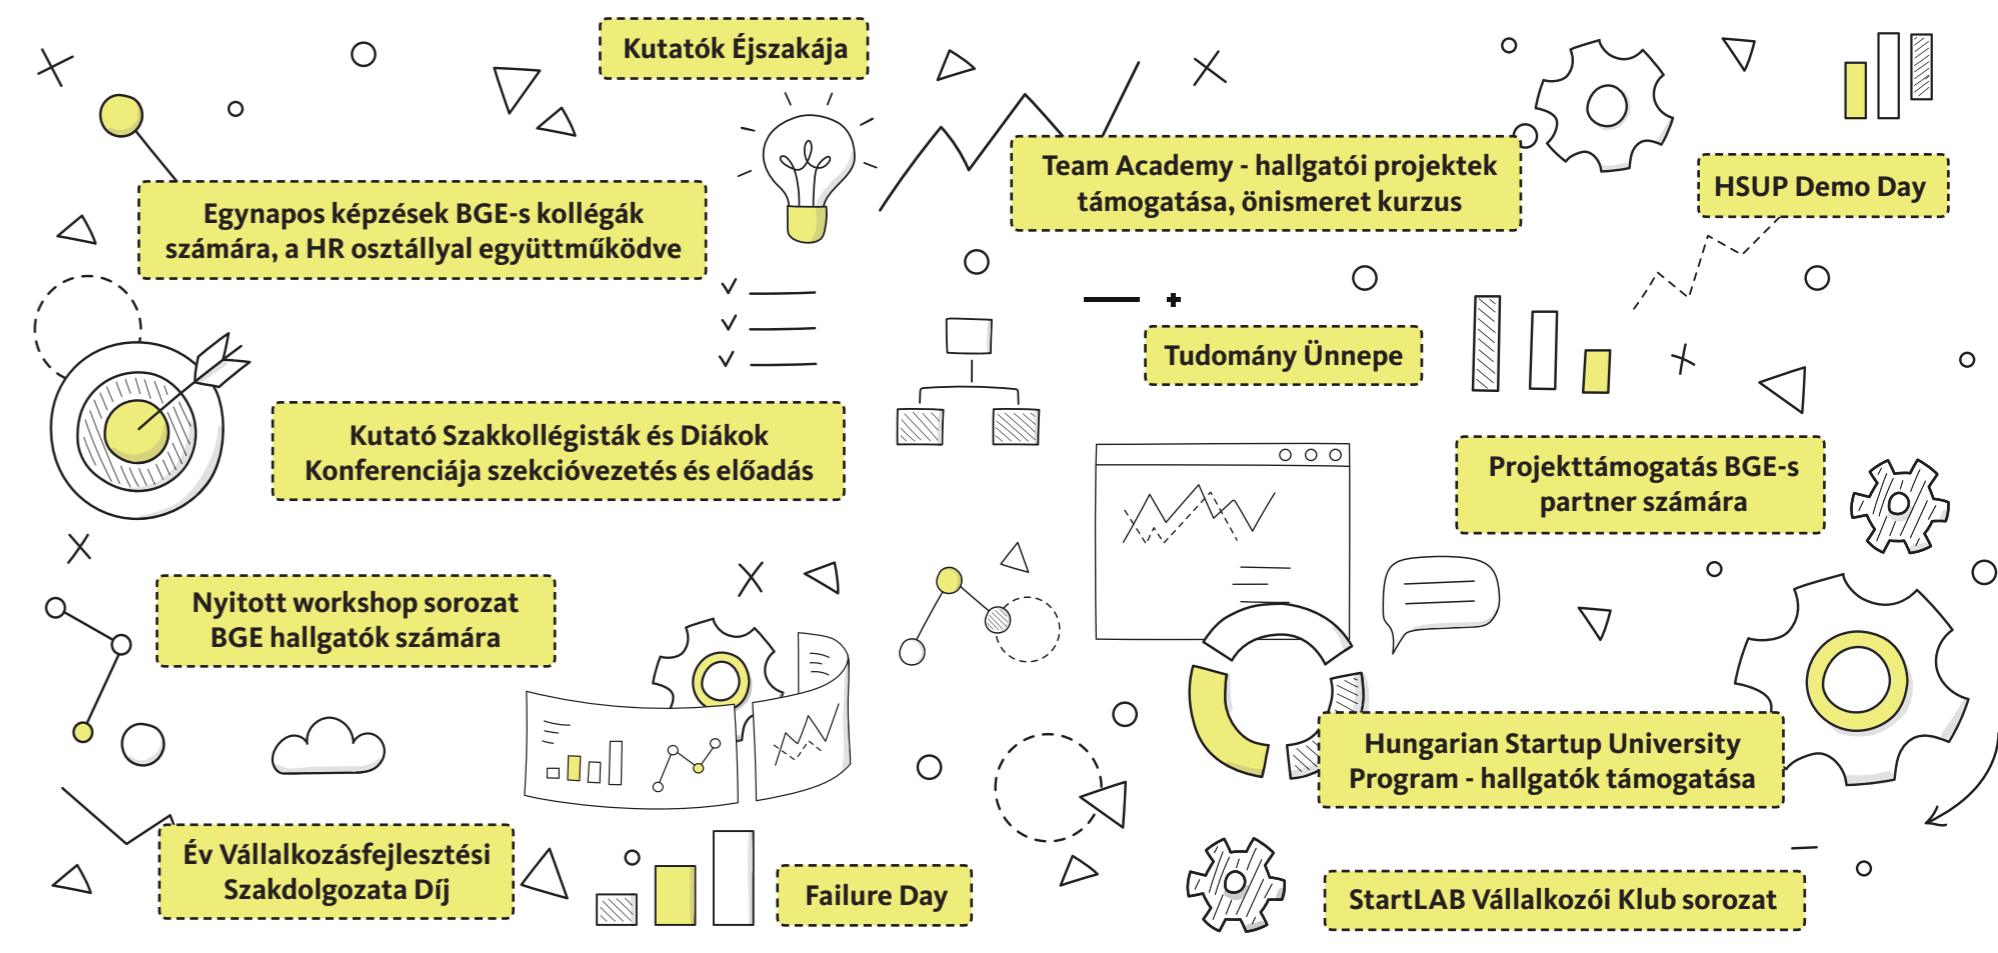 Kutatók Éjszakája
Team Academy - hallgatói projektek
támogatása, önismeret kurzus
HSUP Demo Day
Egynapos képzések BGE-s kollégák
számára, a HR osztállyal együttműködve
Tudomány Ünnepe
Kutató Szakkollégisták és Diákok
Konferenciája szekcióvezetés és előadás
Projekttámogatás BGE-s
partner számára
Nyitott workshop sorozat
BGE hallgatók számára
Hungarian Startup University
Program - hallgatók támogatása
Év Vállalkozásfejlesztési
Szakdolgozata Díj
Failure Day
StartLAB Vállalkozói Klub sorozat